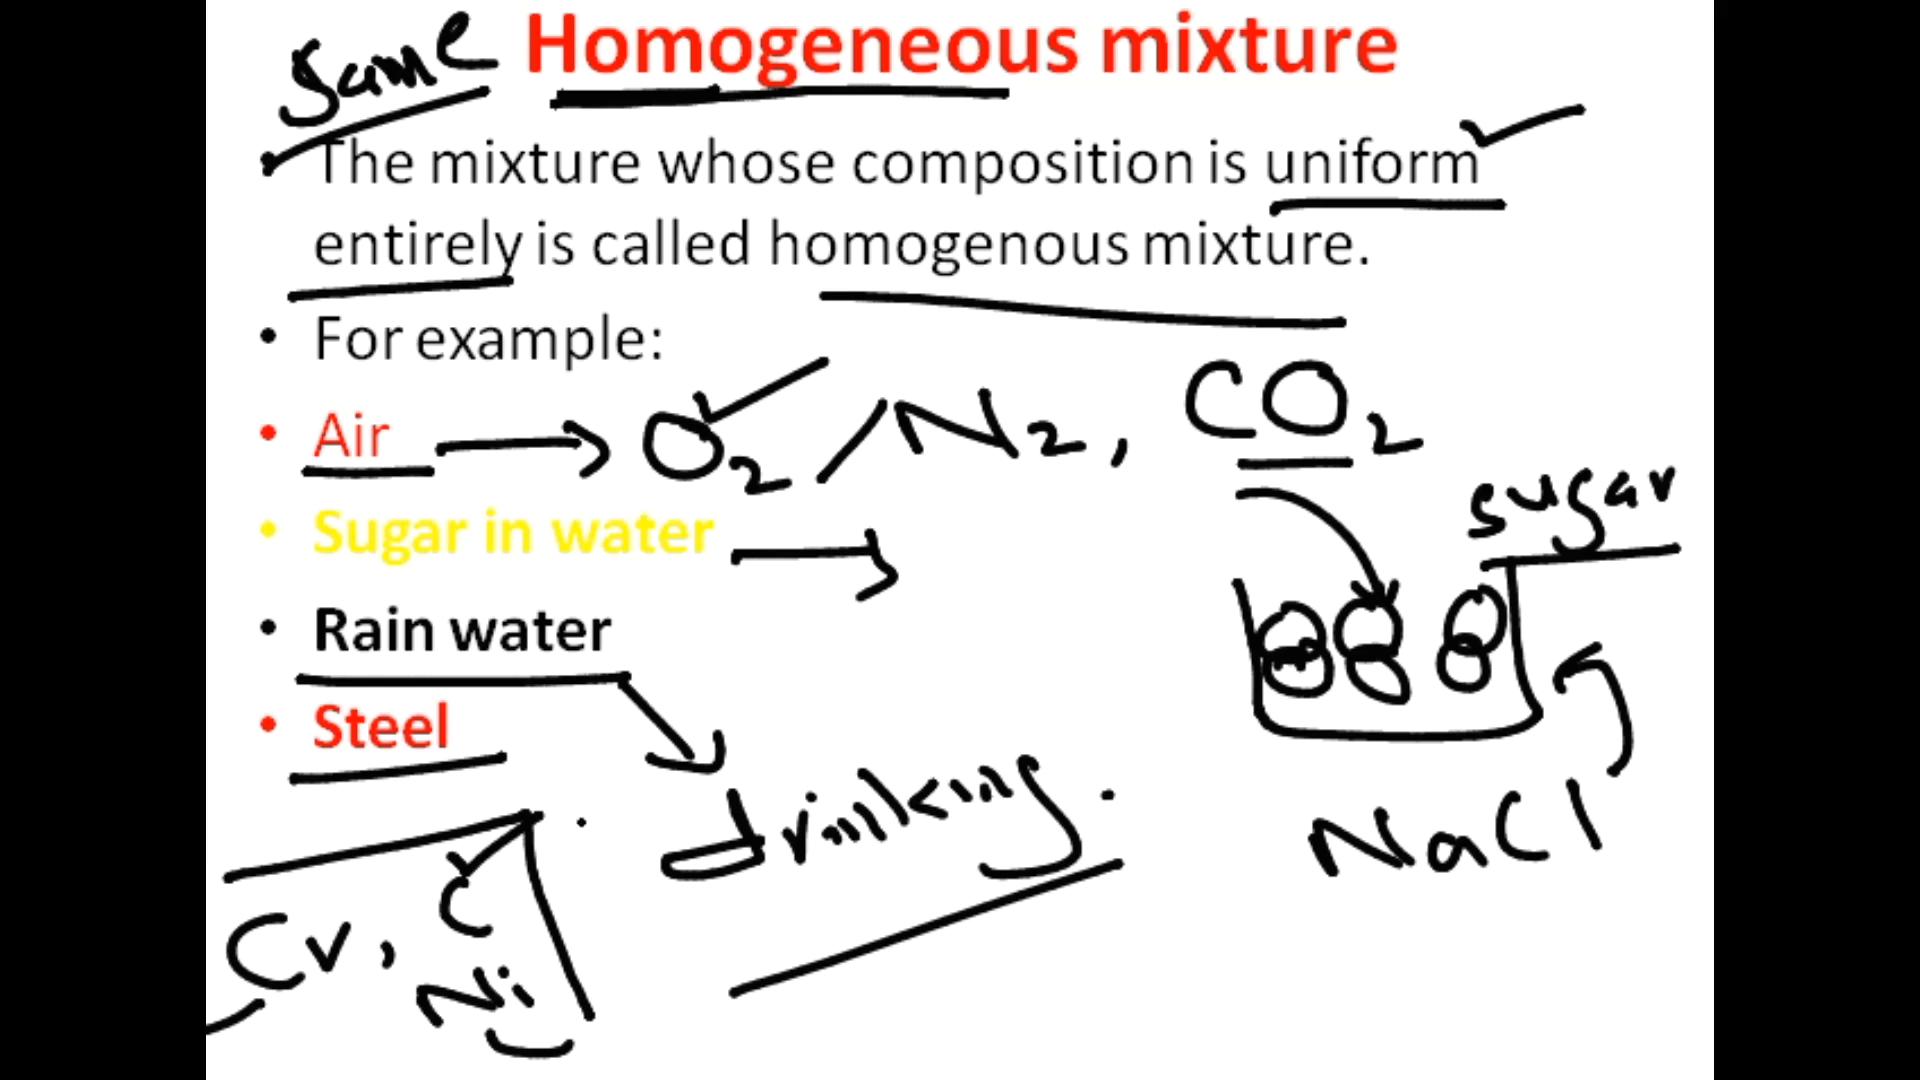 same Homogeneous mixture
• The mixture whose composition is uniform
entirely is called homogenous mixture.
• For example:
• Air → O₂ / N₂, CO₂
sugar
• Sugar in water →
• Rain water
• Steel
drinking.
NaCl
Cr, C
Ni